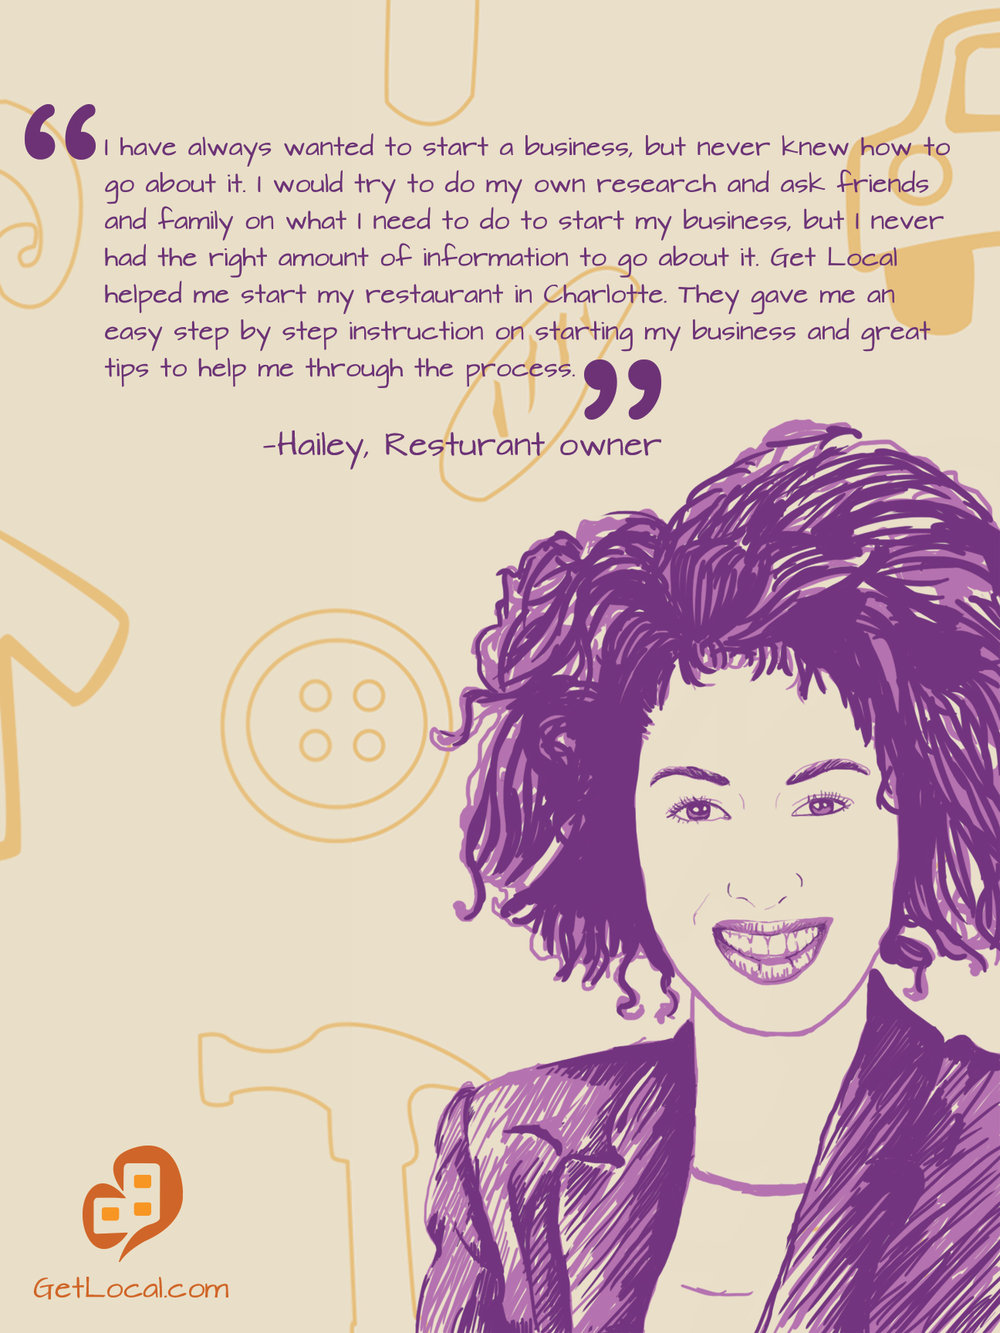 “I have always wanted to start a business, but never knew how to
go about it. I would try to do my own research and ask friends
and family on what I need to do to start my business, but I never
had the right amount of information to go about it. Get Local
helped me start my restaurant in Charlotte. They gave me an
easy step by step instruction on starting my business and great
tips to help me through the process.”
-Hailey, Resturant owner
GetLocal.com